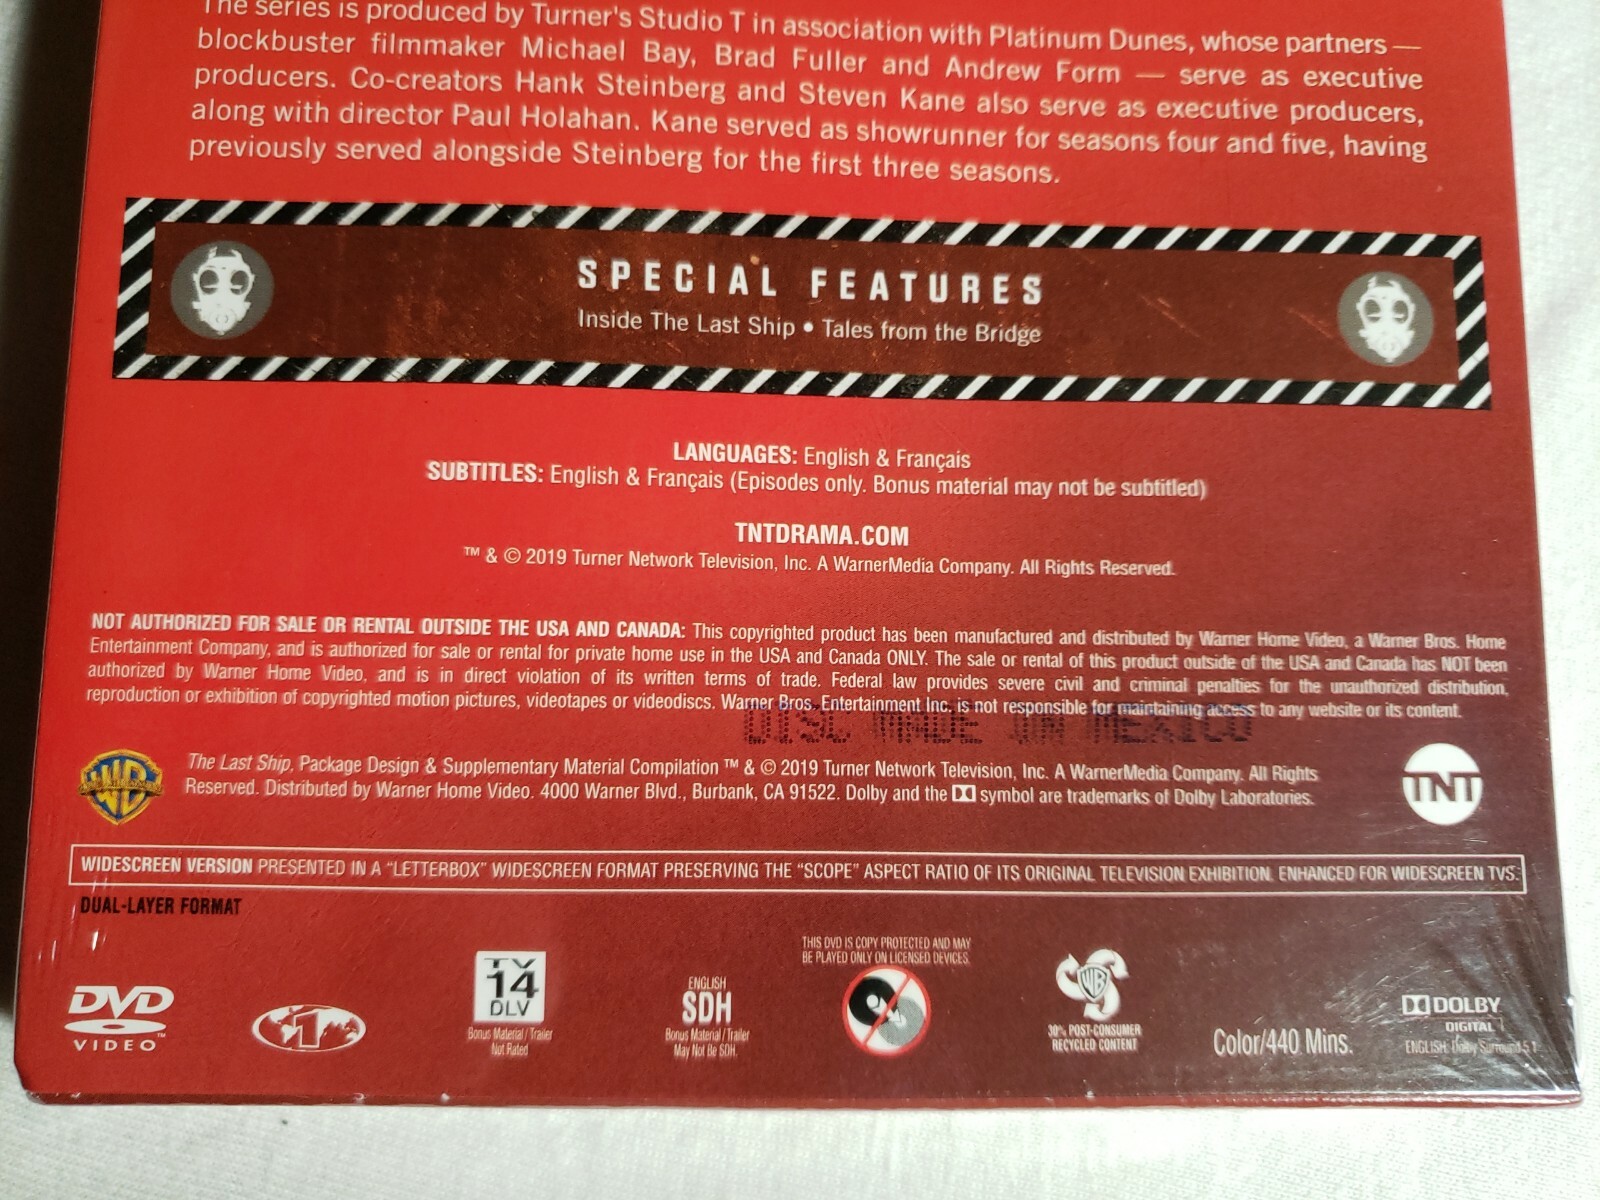 The series is produced by Turner's Studio T in association with Platinum Dunes, whose partners —
blockbuster filmmaker Michael Bay, Brad Fuller and Andrew Form — serve as executive
producers. Co-creators Hank Steinberg and Steven Kane also serve as executive producers,
along with director Paul Holahan. Kane served as showrunner for seasons four and five, having
previously served alongside Steinberg for the first three seasons.
SPECIAL FEATURES
Inside The Last Ship • Tales from the Bridge
LANGUAGES: English & Français
SUBTITLES: English & Français (Episodes only. Bonus material may not be subtitled)
TNTDRAMA.COM
™ & © 2019 Turner Network Television, Inc. A WarnerMedia Company. All Rights Reserved.
NOT AUTHORIZED FOR SALE OR RENTAL OUTSIDE THE USA AND CANADA: This copyrighted product has been manufactured and distributed by Warner Home Video, a Warner Bros. Home
Entertainment Company, and is authorized for sale or rental for private home use in the USA and Canada ONLY. The sale or rental of this product outside of the USA and Canada has NOT been
authorized by Warner Home Video, and is in direct violation of its written terms of trade. Federal law provides severe civil and criminal penalties for the unauthorized distribution,
reproduction or exhibition of copyrighted motion pictures, videotapes or videodiscs. Warner Bros. Entertainment Inc. is not responsible for maintaining access to any website or its content.
DISC MADE IN MEXICO
WB
The Last Ship, Package Design & Supplementary Material Compilation ™ & © 2019 Turner Network Television, Inc. A WarnerMedia Company. All Rights
Reserved. Distributed by Warner Home Video. 4000 Warner Blvd., Burbank, CA 91522. Dolby and the symbol are trademarks of Dolby Laboratories.
TNT
WIDESCREEN VERSION PRESENTED IN A "LETTERBOX" WIDESCREEN FORMAT PRESERVING THE "SCOPE" ASPECT RATIO OF ITS ORIGINAL TELEVISION EXHIBITION. ENHANCED FOR WIDESCREEN TVS.
DUAL-LAYER FORMAT
DVD
VIDEO™
1
TV
14
DLV
Bonus Material / Trailer
Not Rated
ENGLISH
SDH
Bonus Material / Trailer
May Not Be SDH.
THIS DVD IS COPY PROTECTED AND MAY
BE PLAYED ONLY ON LICENSED DEVICES.
WB
30% POST-CONSUMER
RECYCLED CONTENT
Color/440 Mins.
DOLBY
DIGITAL
ENGLISH: Dolby Surround 5.1